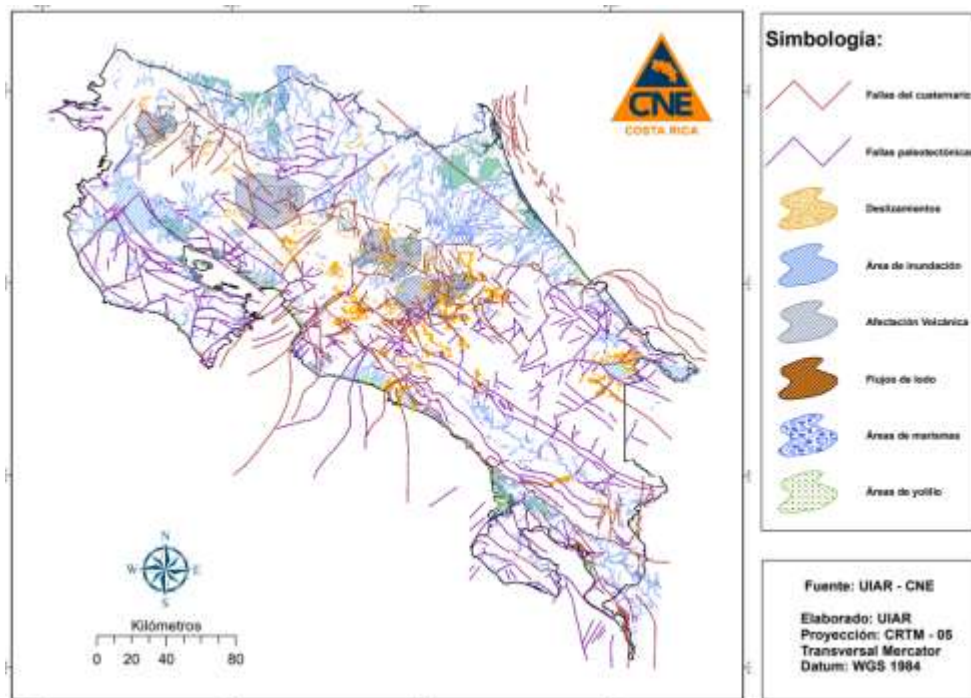 CNE
COSTA RICA
Simbología:
Fallas del cuaternario
Fallas paleotectónicas
Deslizamientos
Área de inundación
Afectación Volcánica
Flujos de lodo
Áreas de marismas
Áreas de yolillo
N
W E
S
Kilómetros
0 20 40 80
Fuente: UIAR - CNE
Elaborado: UIAR
Proyección: CRTM - 05
Transversal Mercator
Datum: WGS 1984